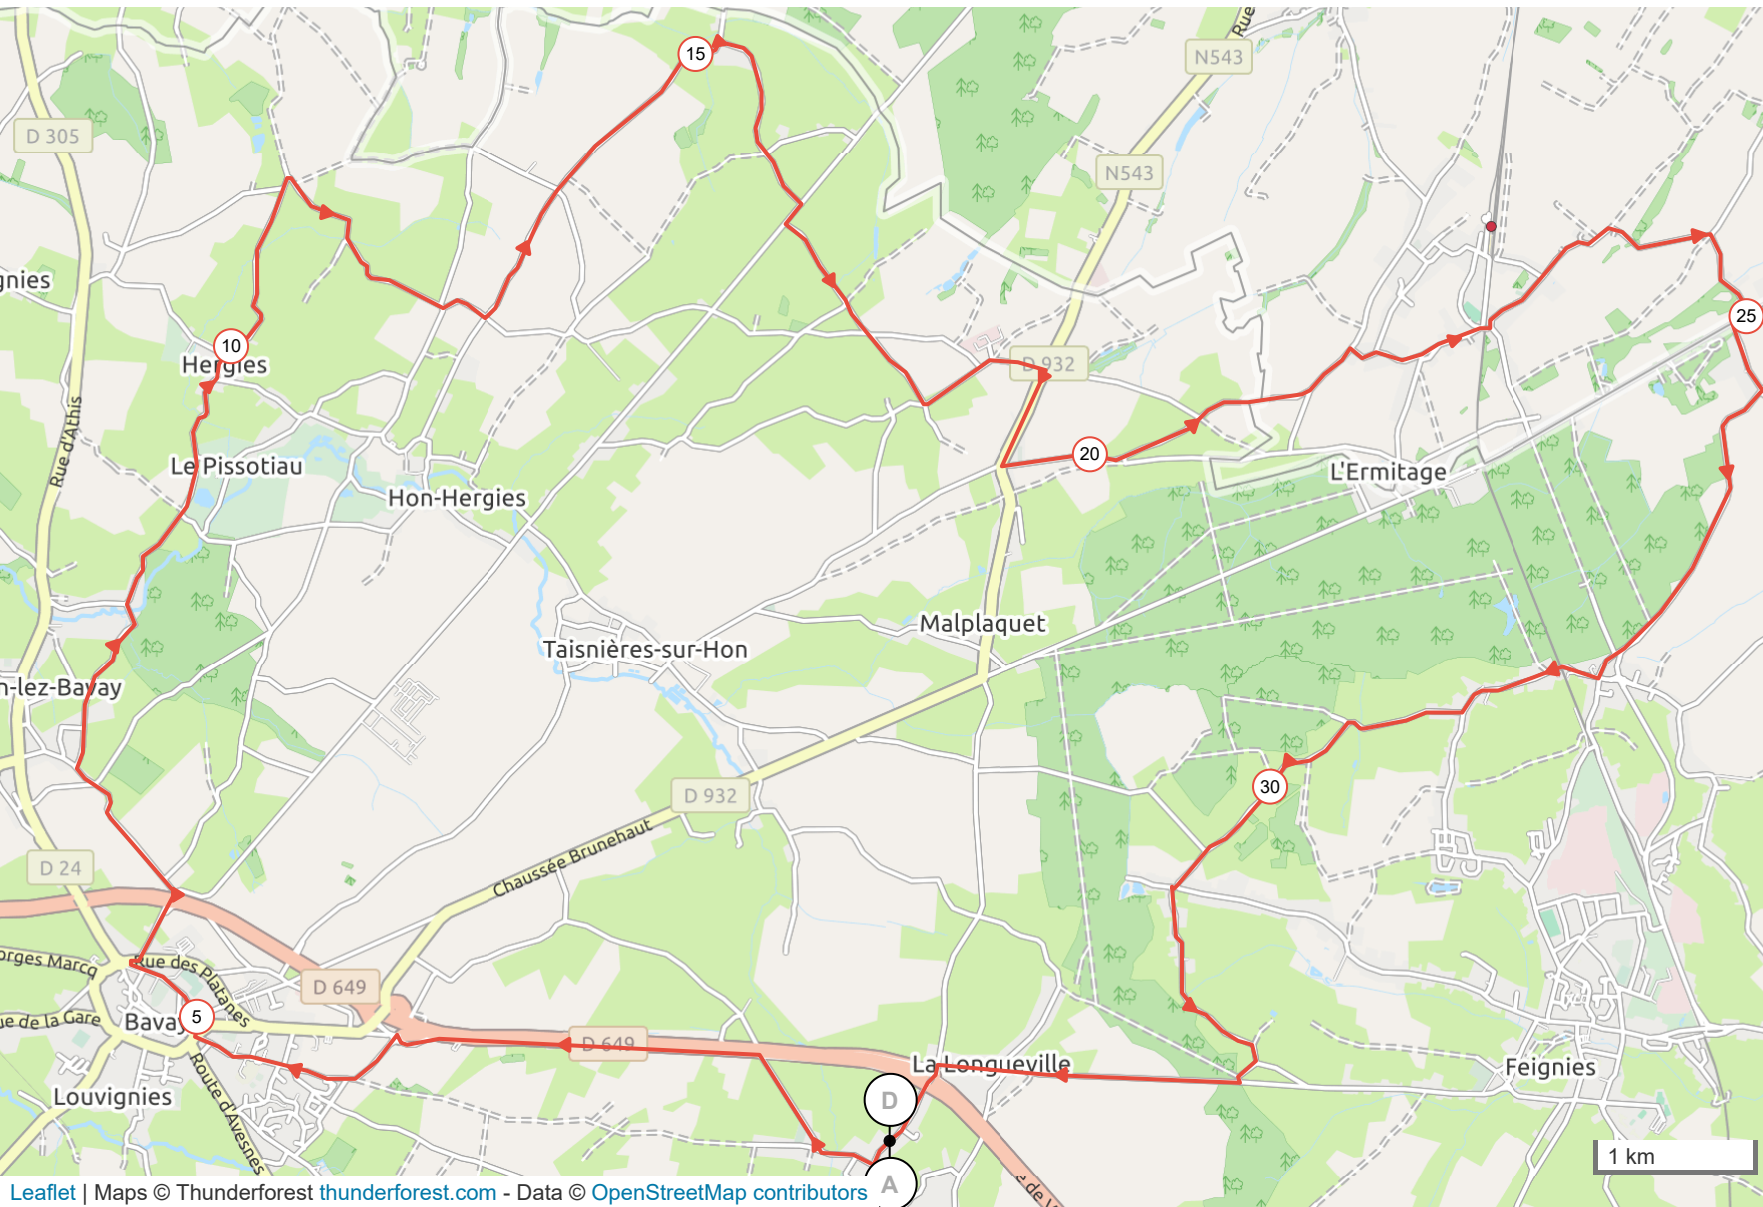 Rue
N543
15
D 305
N543
gnies
10
Hergies
25
D 932
Rue d'Athis
20
Le Pissotiau
L'Ermitage
Hon-Hergies
Malplaquet
Taisnières-sur-Hon
n-lez-Bavay
30
D 932
Chaussée Brunehaut
D 24
orges Marcq
Rue des Platanes
D 649
ue de la Gare
Bavay
5
D 649
La Longueville
Feignies
Louvignies
Route d'Avesnes
D
1 km
A
Leaflet | Maps © Thunderforest thunderforest.com - Data © OpenStreetMap contributors